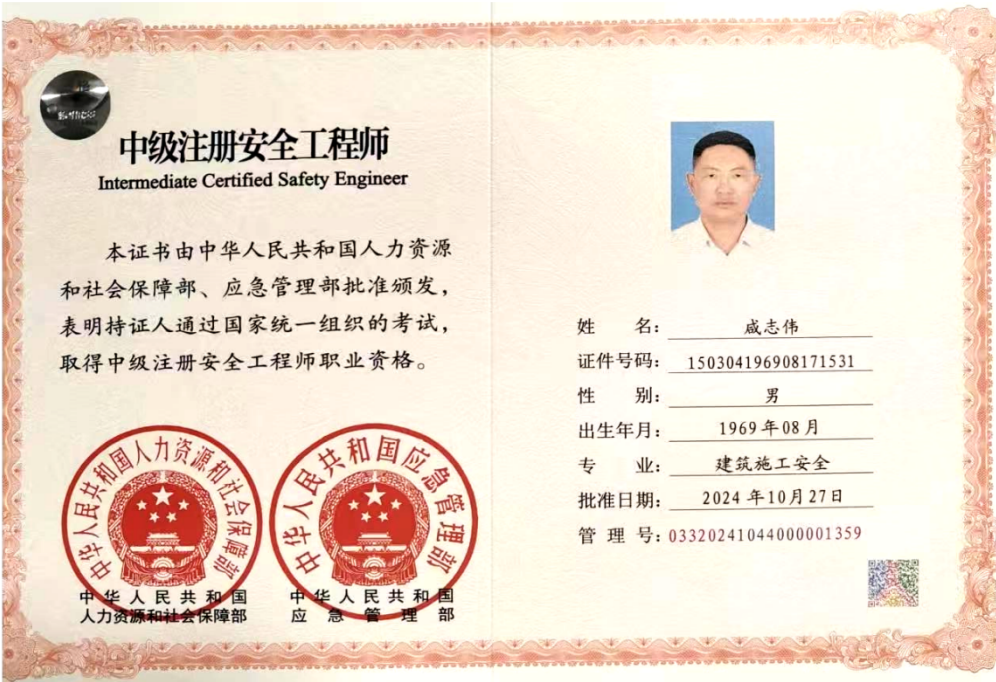 中级注册安全工程师
Intermediate Certified Safety Engineer
本证书由中华人民共和国人力资源
和社会保障部、应急管理部批准颁发，
表明持证人通过国家统一组织的考试，
取得中级注册安全工程师职业资格。
中华人民共和国人力资源和社会保障部
中华人民共和国应急管理部
中华人民共和国
人力资源和社会保障部
中华人民共和国
应急管理部
姓 名： 戚志伟
证件号码： 150304196908171531
性 别： 男
出生年月： 1969年08月
专 业： 建筑施工安全
批准日期： 2024年10月27日
管 理 号： 03320241044000001359